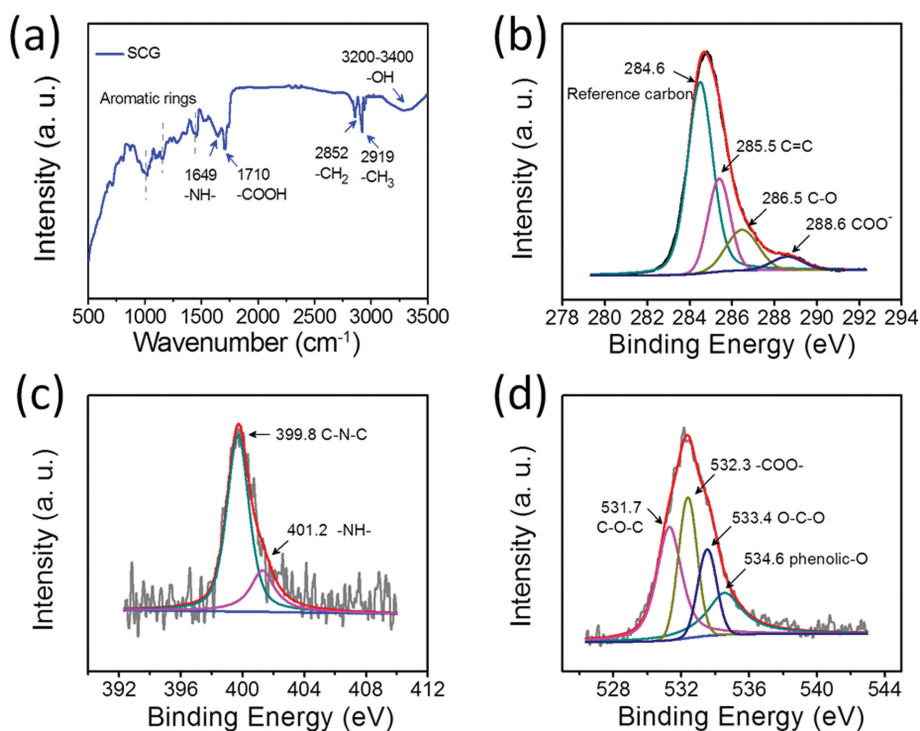 (a)
SCG
Aromatic rings
3200-3400
-OH
1649
-NH-
1710
-COOH
2852
-CH₂
2919
-CH₃
Intensity (a. u.)
500 1000 1500 2000 2500 3000 3500
Wavenumber (cm⁻¹)
(b)
284.6
Reference carbon
285.5 C=C
286.5 C-O
288.6 COO⁻
Intensity (a. u.)
278 280 282 284 286 288 290 292 294
Binding Energy (eV)
(c)
399.8 C-N-C
401.2 -NH-
Intensity (a. u.)
392 396 400 404 408 412
Binding Energy (eV)
(d)
532.3 -COO-
531.7
C-O-C
533.4 O-C-O
534.6 phenolic-O
Intensity (a. u.)
528 532 536 540 544
Binding Energy (eV)